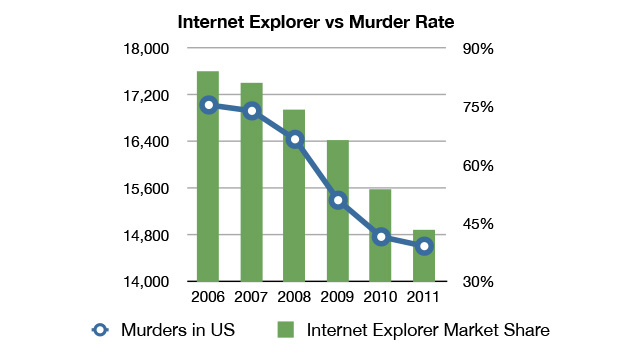 Internet Explorer vs Murder Rate
18,000
17,200
16,400
15,600
14,800
14,000
90%
75%
60%
45%
30%
2006 2007 2008 2009 2010 2011
Murders in US
Internet Explorer Market Share